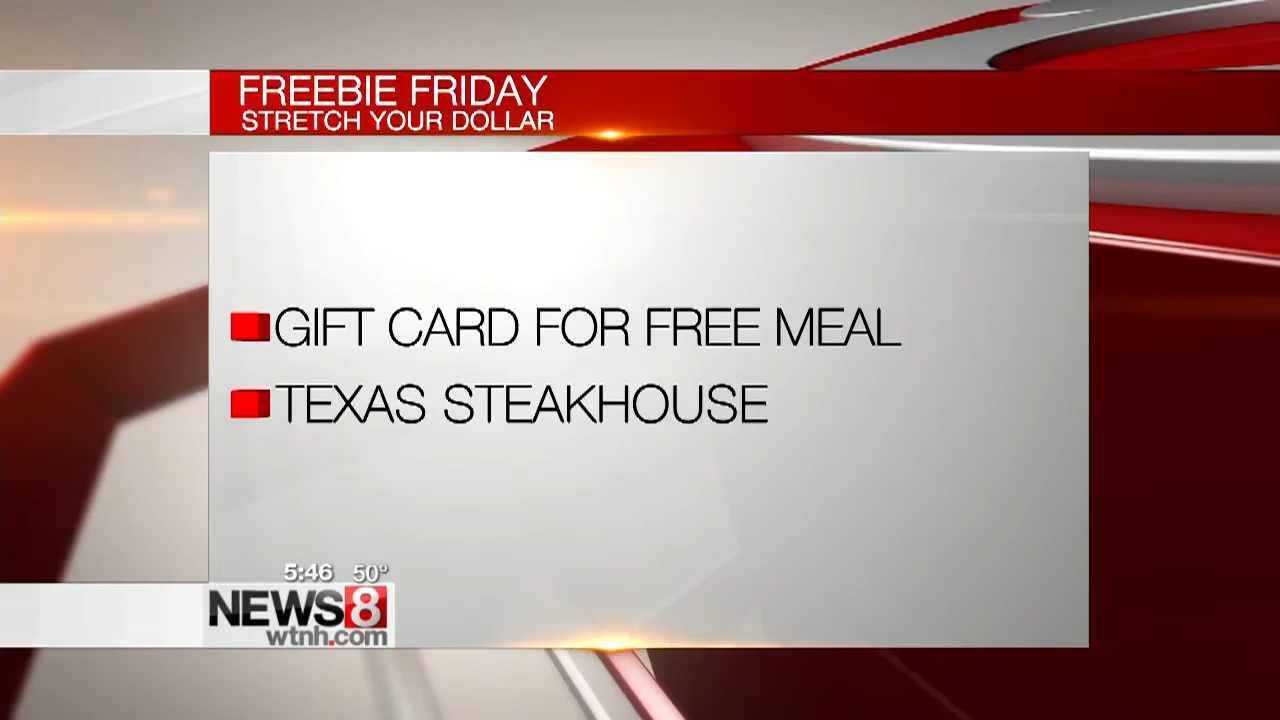 FREEBIE FRIDAY
STRETCH YOUR DOLLAR
GIFT CARD FOR FREE MEAL
TEXAS STEAKHOUSE
5:46 50°
NEWS8
wtnh.com